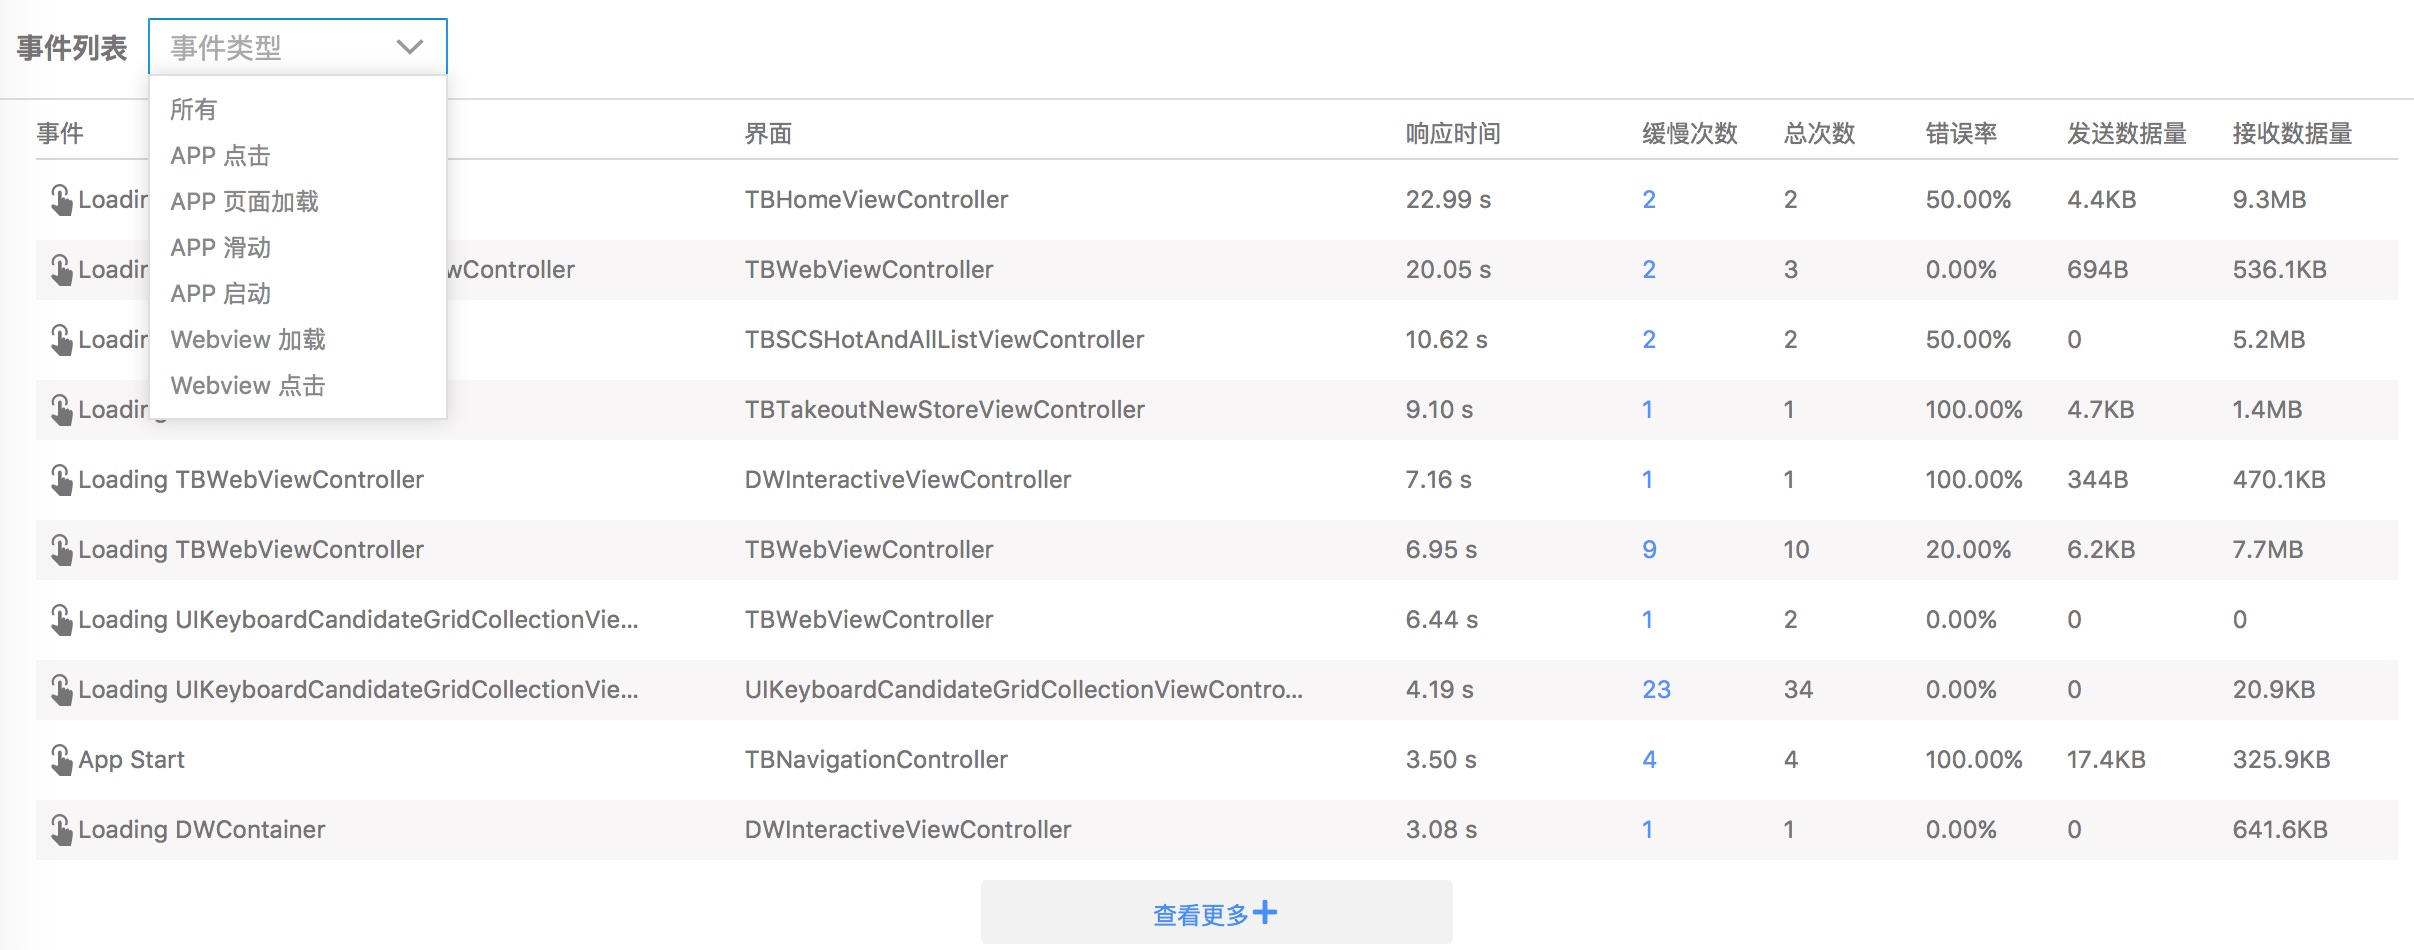 事件列表 事件类型
所有
APP 点击
APP 页面加载
APP 滑动
APP 启动
Webview 加载
Webview 点击
事件 界面 响应时间 缓慢次数 总次数 错误率 发送数据量 接收数据量
TBHomeViewController 22.99 s 2 2 50.00% 4.4KB 9.3MB
TBWebViewController 20.05 s 2 3 0.00% 694B 536.1KB
TBSCSHotAndAllListViewController 10.62 s 2 2 50.00% 0 5.2MB
TBTakeoutNewStoreViewController 9.10 s 1 1 100.00% 4.7KB 1.4MB
Loading TBWebViewController DWInteractiveViewController 7.16 s 1 1 100.00% 344B 470.1KB
Loading TBWebViewController TBWebViewController 6.95 s 9 10 20.00% 6.2KB 7.7MB
Loading UIKeyboardCandidateGridCollectionVie... TBWebViewController 6.44 s 1 2 0.00% 0 0
Loading UIKeyboardCandidateGridCollectionVie... UIKeyboardCandidateGridCollectionViewContro... 4.19 s 23 34 0.00% 0 20.9KB
App Start TBNavigationController 3.50 s 4 4 100.00% 17.4KB 325.9KB
Loading DWContainer DWInteractiveViewController 3.08 s 1 1 0.00% 0 641.6KB
查看更多+